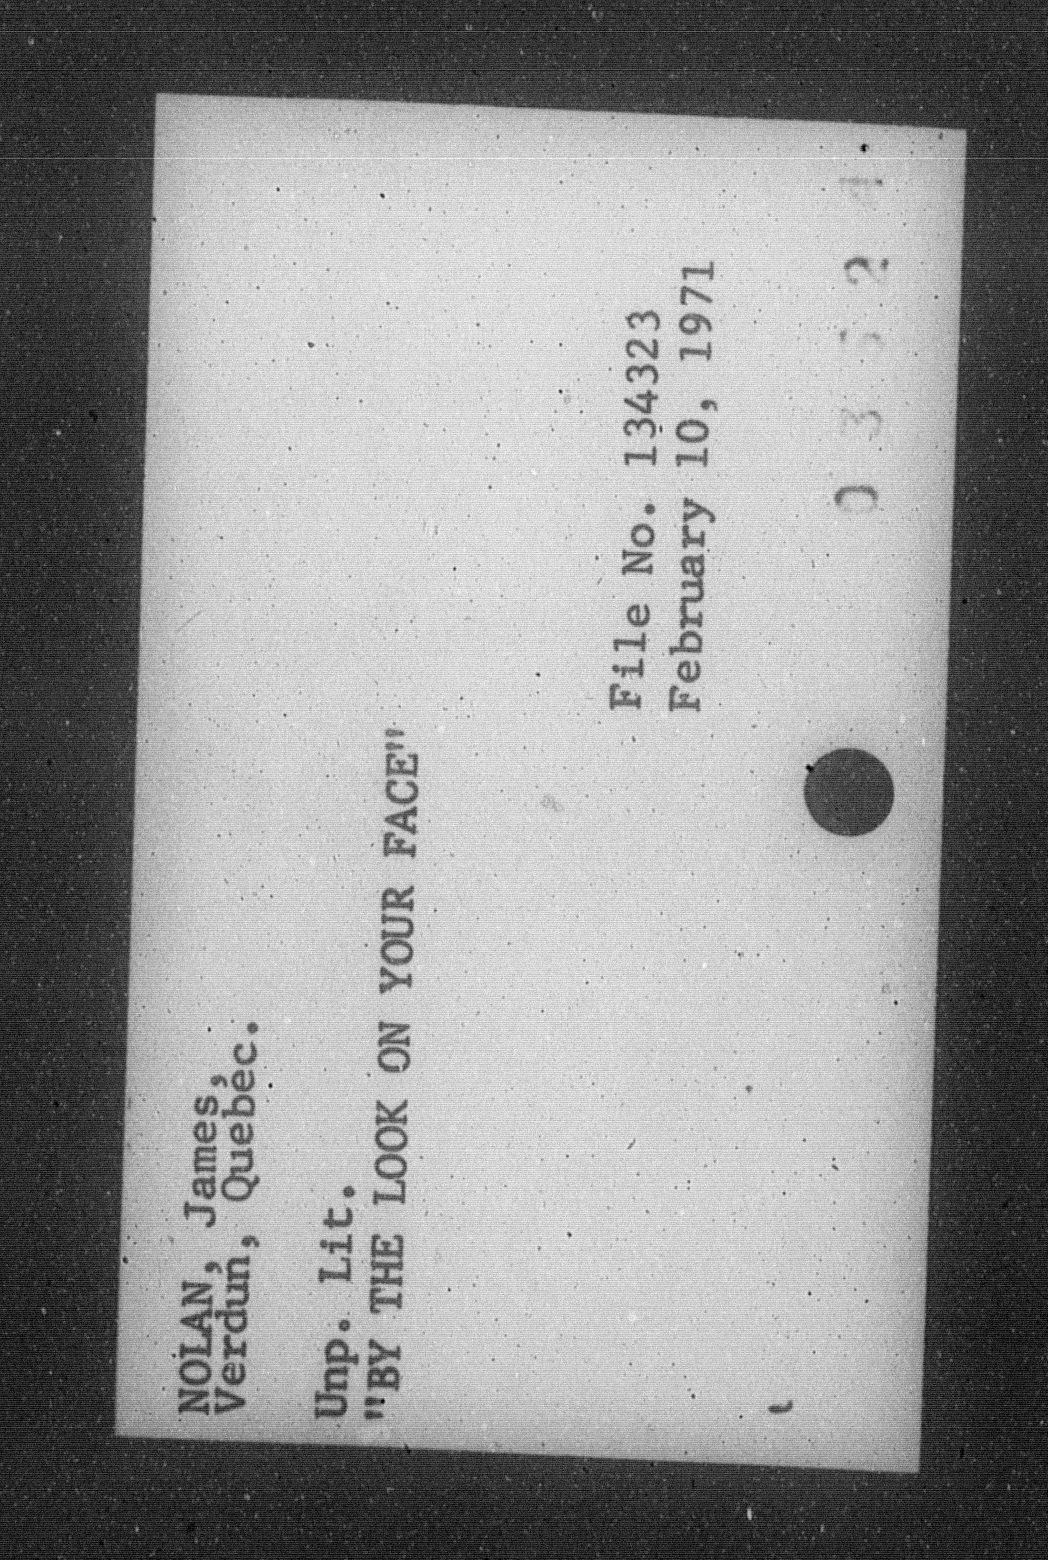 NOLAN, James,
Verdun, Quebec.
Unp. Lit.
"BY THE LOOK ON YOUR FACE"
File No. 134323
February 10, 1971